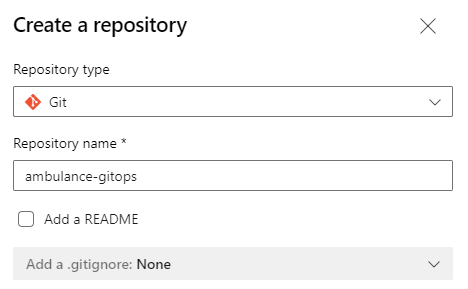 Create a repository
Repository type
Git
Repository name *
ambulance-gitops
Add a README
Add a .gitignore: None